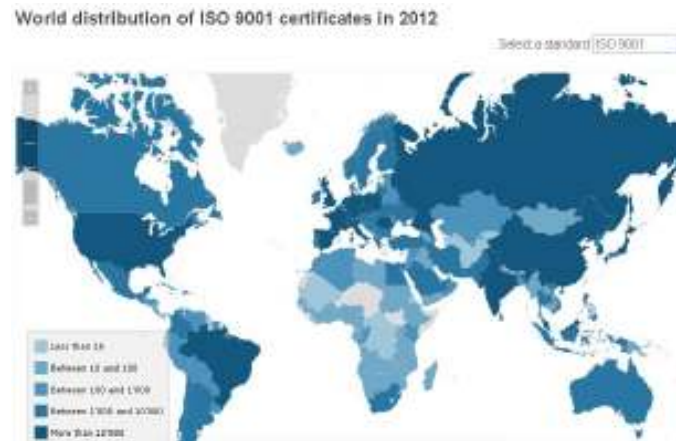 World distribution of ISO 9001 certificates in 2012
Select a standard ISO 9001
Less than 10
Between 10 and 100
Between 100 and 1'000
Between 1'000 and 10'000
More than 10'000